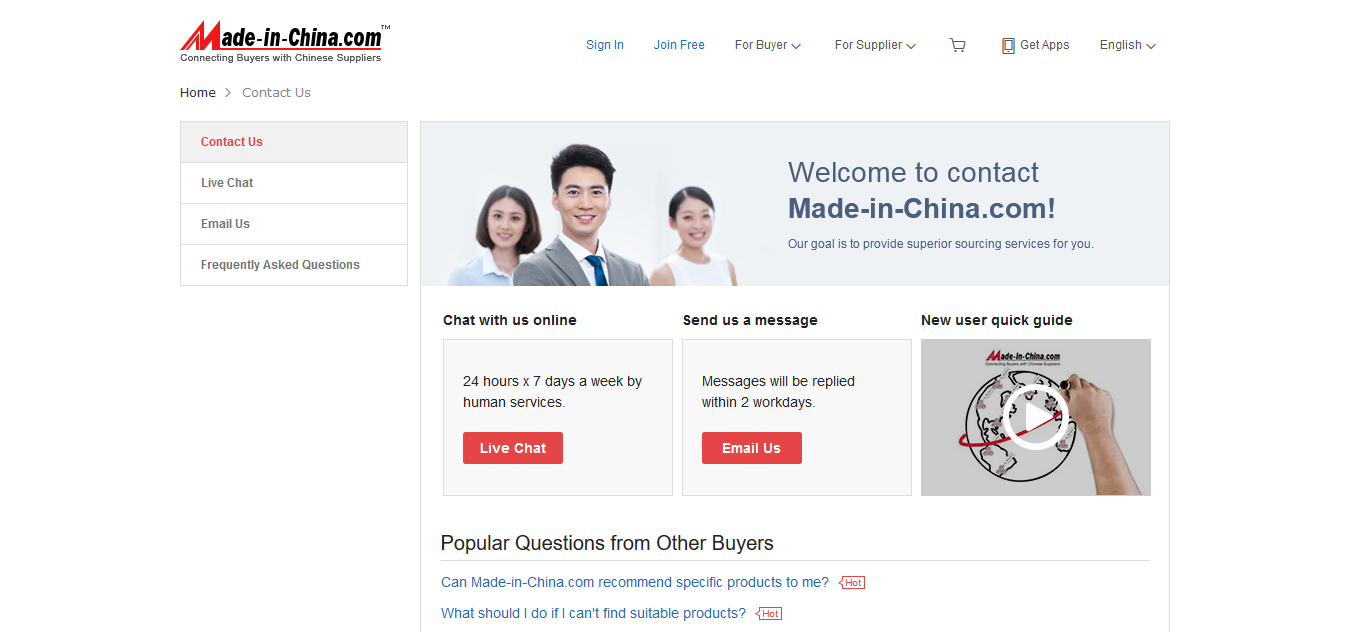 Made-in-China.com™
Connecting Buyers with Chinese Suppliers
Sign In
Join Free
For Buyer
For Supplier
Get Apps
English
Home > Contact Us
Contact Us
Live Chat
Email Us
Frequently Asked Questions
Welcome to contact
Made-in-China.com!
Our goal is to provide superior sourcing services for you.
Chat with us online
24 hours x 7 days a week by
human services.
Live Chat
Send us a message
Messages will be replied
within 2 workdays.
Email Us
New user quick guide
Made-in-China.com
Connecting Buyers with Chinese Suppliers
Popular Questions from Other Buyers
Can Made-in-China.com recommend specific products to me? Hot
What should I do if I can't find suitable products? Hot